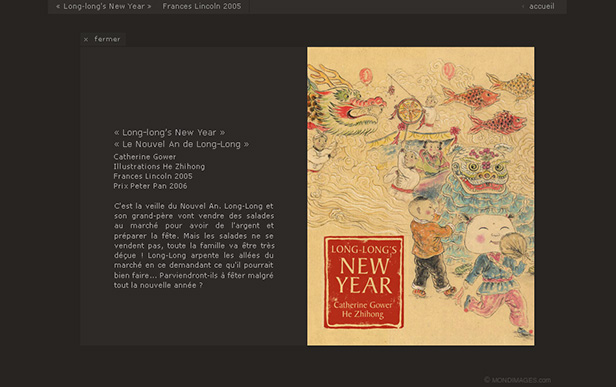 « Long-long's New Year »    Frances Lincoln 2005
accueil
× fermer
« Long-long's New Year »
« Le Nouvel An de Long-Long »
Catherine Gower
Illustrations He Zhihong
Frances Lincoln 2005
Prix Peter Pan 2006
C'est la veille du Nouvel An. Long-Long et
son grand-père vont vendre des salades
au marché pour avoir de l'argent et
préparer la fête. Mais les salades ne se
vendent pas, toute la famille va être très
déçue ! Long-Long arpente les allées du
marché en ce demandant ce qu'il pourrait
bien faire... Parviendront-ils à fêter malgré
tout la nouvelle année ?
LONG-LONG'S
NEW
YEAR
Catherine Gower
He Zhihong
© MONDIMAGES.com